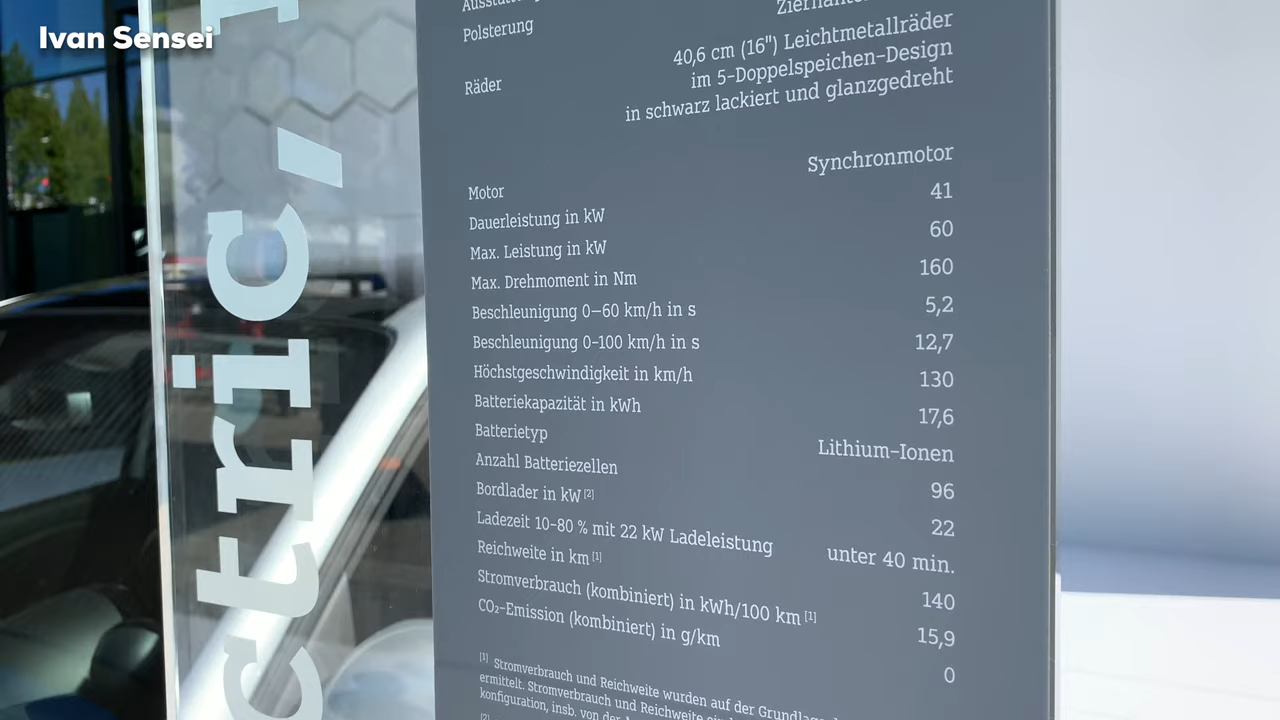 Ivan Sensei
ctric,
Polsterung
Räder 40,6 cm (16") Leichtmetallräder
im 5-Doppelspeichen-Design
in schwarz lackiert und glanzgedreht
Motor Synchronmotor
Dauerleistung in kW 41
Max. Leistung in kW 60
Max. Drehmoment in Nm 160
Beschleunigung 0–60 km/h in s 5,2
Beschleunigung 0-100 km/h in s 12,7
Höchstgeschwindigkeit in km/h 130
Batteriekapazität in kWh 17,6
Batterietyp Lithium-Ionen
Anzahl Batteriezellen 96
Bordlader in kW [2] 22
Ladezeit 10-80 % mit 22 kW Ladeleistung unter 40 min.
Reichweite in km [1] 140
Stromverbrauch (kombiniert) in kWh/100 km [1] 15,9
CO₂-Emission (kombiniert) in g/km 0
[1] Stromverbrauch und Reichweite wurden auf der Grundlage
ermittelt. Stromverbrauch und Reichweite
konfiguration, insb. von der
[2]